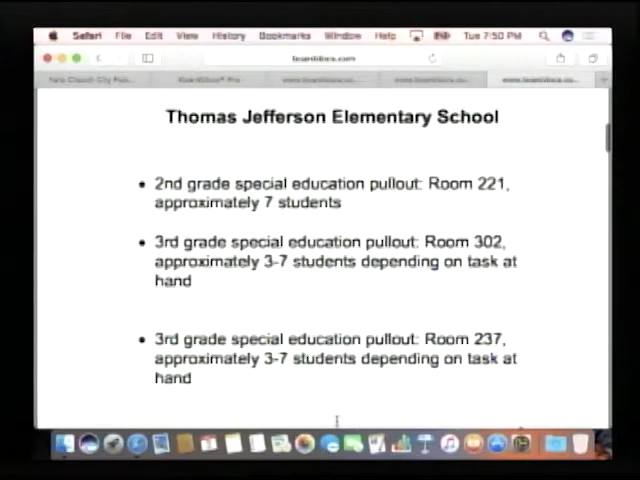 Safari File Edit View History Bookmarks Window Help Tue 7:50 PM
Thomas Jefferson Elementary School
• 2nd grade special education pullout: Room 221,
approximately 7 students
• 3rd grade special education pullout: Room 302,
approximately 3-7 students depending on task at
hand
• 3rd grade special education pullout: Room 237,
approximately 3-7 students depending on task at
hand